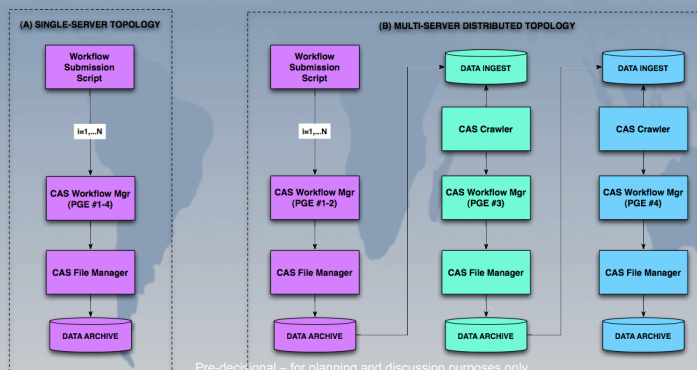 (A) SINGLE-SERVER TOPOLOGY
Workflow
Submission
Script
i=1,...N
CAS Workflow Mgr
(PGE #1-4)
CAS File Manager
DATA ARCHIVE
(B) MULTI-SERVER DISTRIBUTED TOPOLOGY
Workflow
Submission
Script
i=1,...N
CAS Workflow Mgr
(PGE #1-2)
CAS File Manager
DATA ARCHIVE
DATA INGEST
CAS Crawler
CAS Workflow Mgr
(PGE #3)
CAS File Manager
DATA ARCHIVE
DATA INGEST
CAS Crawler
CAS Workflow Mgr
(PGE #4)
CAS File Manager
DATA ARCHIVE
Pre-decisional – for planning and discussion purposes only